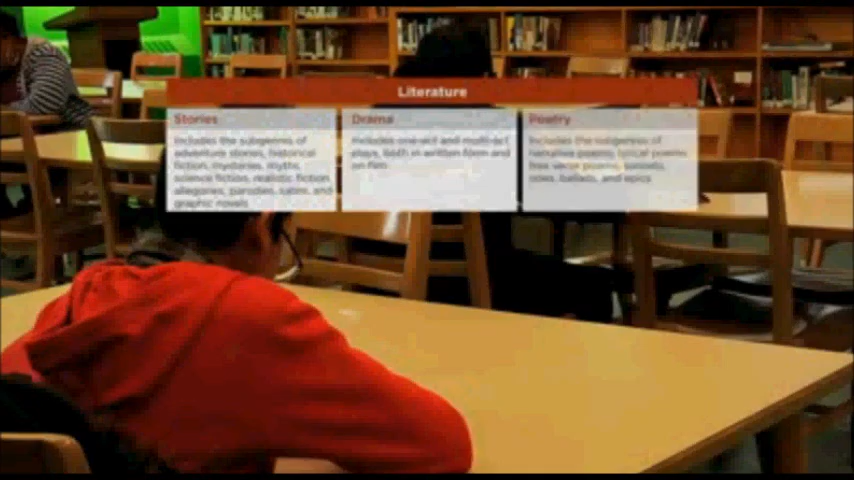 Literature
Stories
Drama
Poetry
Includes the subgenres of
adventure stories, historical
fiction, mysteries, myths,
science fiction, realistic fiction,
allegories, parodies, satire, and
graphic novels
Includes one-act and multi-act
plays, both in written form and
on film
Includes the subgenres of
narrative poems, lyrical poems,
free verse poems, sonnets,
odes, ballads, and epics